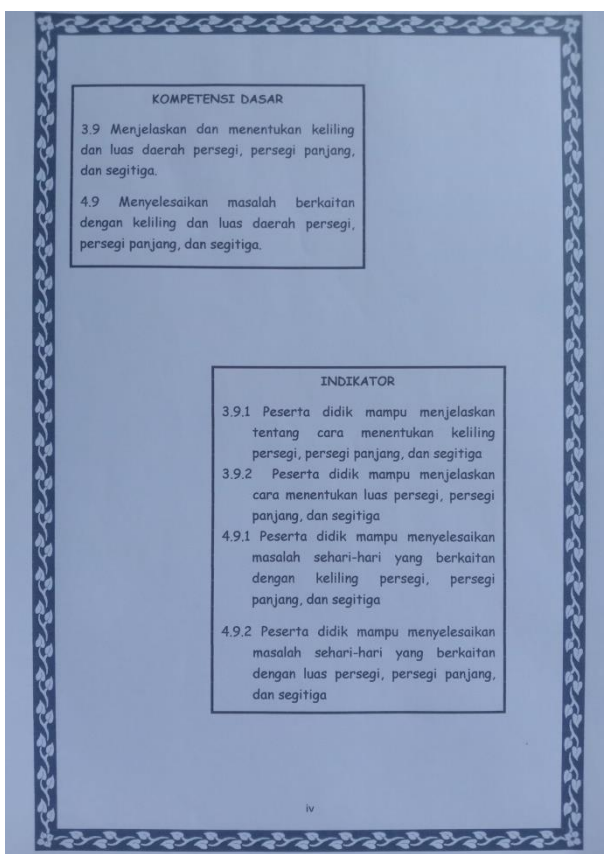 KOMPETENSI DASAR
3.9 Menjelaskan dan menentukan keliling
dan luas daerah persegi, persegi panjang,
dan segitiga.
4.9 Menyelesaikan masalah berkaitan
dengan keliling dan luas daerah persegi,
persegi panjang, dan segitiga.
INDIKATOR
3.9.1 Peserta didik mampu menjelaskan
tentang cara menentukan keliling
persegi, persegi panjang, dan segitiga
3.9.2 Peserta didik mampu menjelaskan
cara menentukan luas persegi, persegi
panjang, dan segitiga
4.9.1 Peserta didik mampu menyelesaikan
masalah sehari-hari yang berkaitan
dengan keliling persegi, persegi
panjang, dan segitiga
4.9.2 Peserta didik mampu menyelesaikan
masalah sehari-hari yang berkaitan
dengan luas persegi, persegi panjang,
dan segitiga
iv